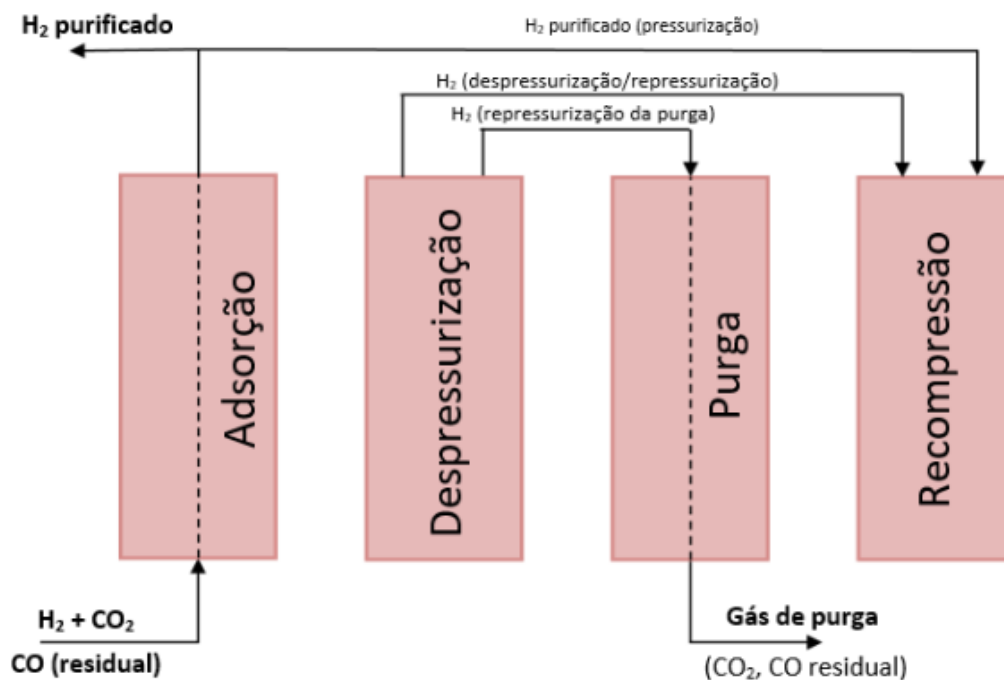 H₂ purificado
H₂ purificado (pressurização)
H₂ (despressurização/repressurização)
H₂ (repressurização da purga)
Adsorção
Despressurização
Purga
Recompressão
H₂ + CO₂
CO (residual)
Gás de purga
(CO₂, CO residual)